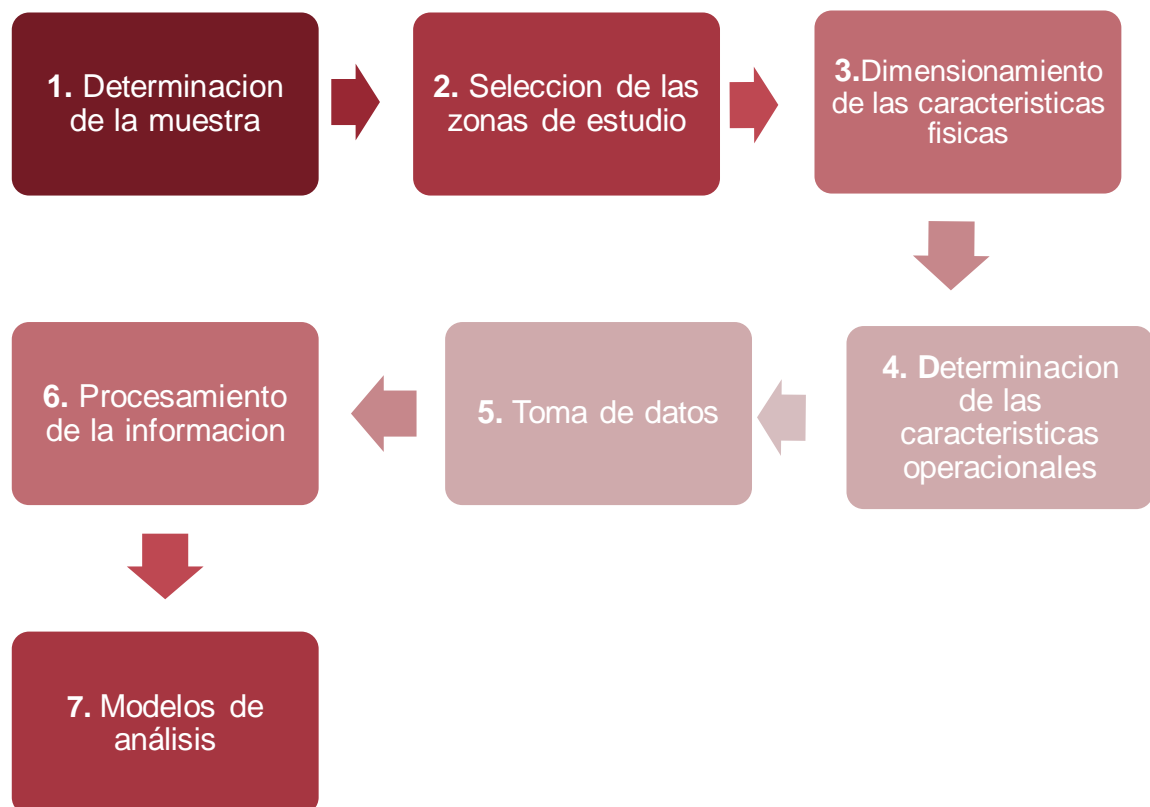 1. Determinacion
de la muestra
2. Seleccion de las
zonas de estudio
3.Dimensionamiento
de las caracteristicas
fisicas
4. Determinacion
de las
caracteristicas
operacionales
5. Toma de datos
6. Procesamiento
de la informacion
7. Modelos de
análisis